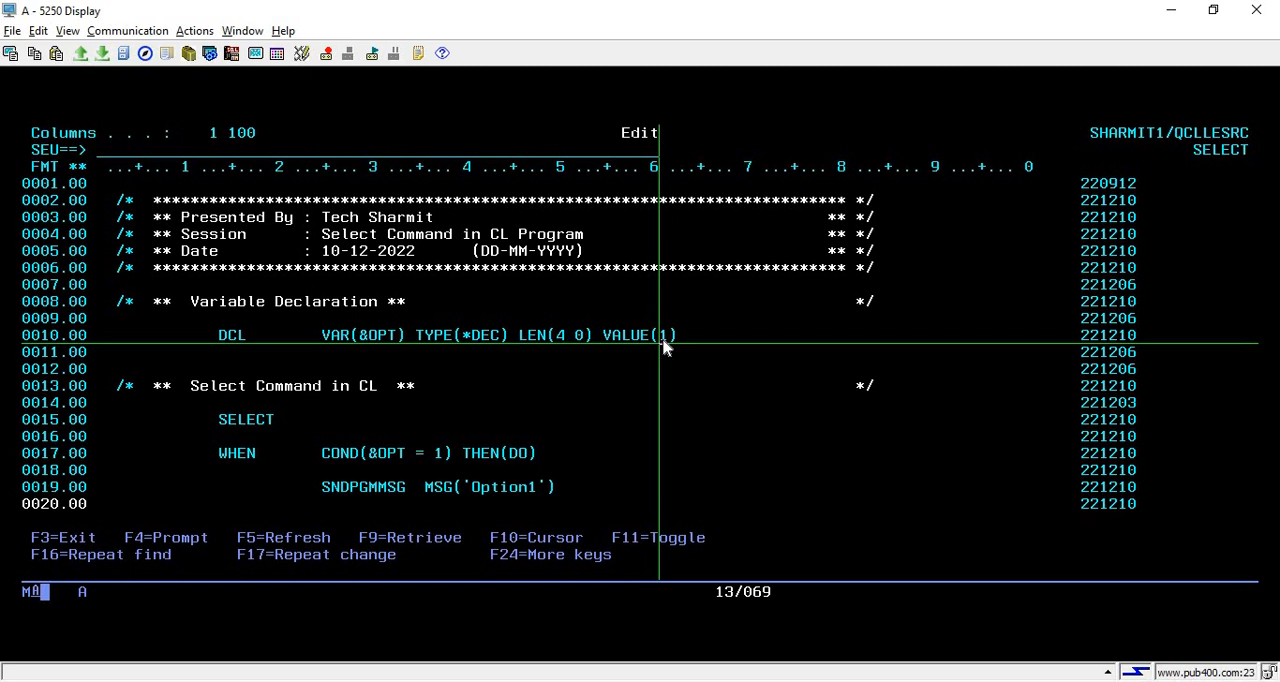 A - 5250 Display
File Edit View Communication Actions Window Help
Columns . . . : 1 100 Edit SHARMIT1/QCLLESRC
SEU==> SELECT
FMT ** ...+... 1 ...+... 2 ...+... 3 ...+... 4 ...+... 5 ...+... 6 ...+... 7 ...+... 8 ...+... 9 ...+... 0
0001.00 220912
0002.00 /* ************************************************************************** */ 221210
0003.00 /* ** Presented By : Tech Sharmit ** */ 221210
0004.00 /* ** Session : Select Command in CL Program ** */ 221210
0005.00 /* ** Date : 10-12-2022 (DD-MM-YYYY) ** */ 221210
0006.00 /* ************************************************************************** */ 221210
0007.00 221206
0008.00 /* ** Variable Declaration ** */ 221210
0009.00 221206
0010.00 DCL VAR(&OPT) TYPE(*DEC) LEN(4 0) VALUE(1) 221210
0011.00 221206
0012.00 221206
0013.00 /* ** Select Command in CL ** */ 221210
0014.00 221203
0015.00 SELECT 221210
0016.00 221210
0017.00 WHEN COND(&OPT = 1) THEN(DO) 221210
0018.00 221210
0019.00 SNDPGMMSG MSG('Option1') 221210
0020.00 221210
F3=Exit F4=Prompt F5=Refresh F9=Retrieve F10=Cursor F11=Toggle
F16=Repeat find F17=Repeat change F24=More keys
MA A 13/069
www.pub400.com:23